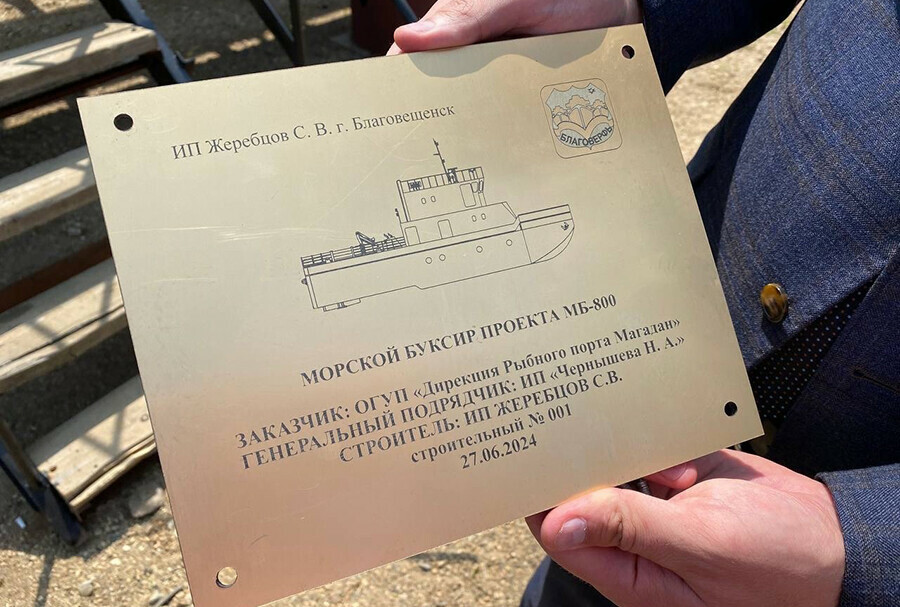 ИП Жеребцов С. В. г. Благовещенск
БЛАГОВЕРФЬ
МОРСКОЙ БУКСИР ПРОЕКТА МБ-800
ЗАКАЗЧИК: ОГУП «Дирекция Рыбного порта Магадан»
ГЕНЕРАЛЬНЫЙ ПОДРЯДЧИК: ИП «Чернышева Н. А.»
СТРОИТЕЛЬ: ИП ЖЕРЕБЦОВ С.В.
строительный № 001
27.06.2024